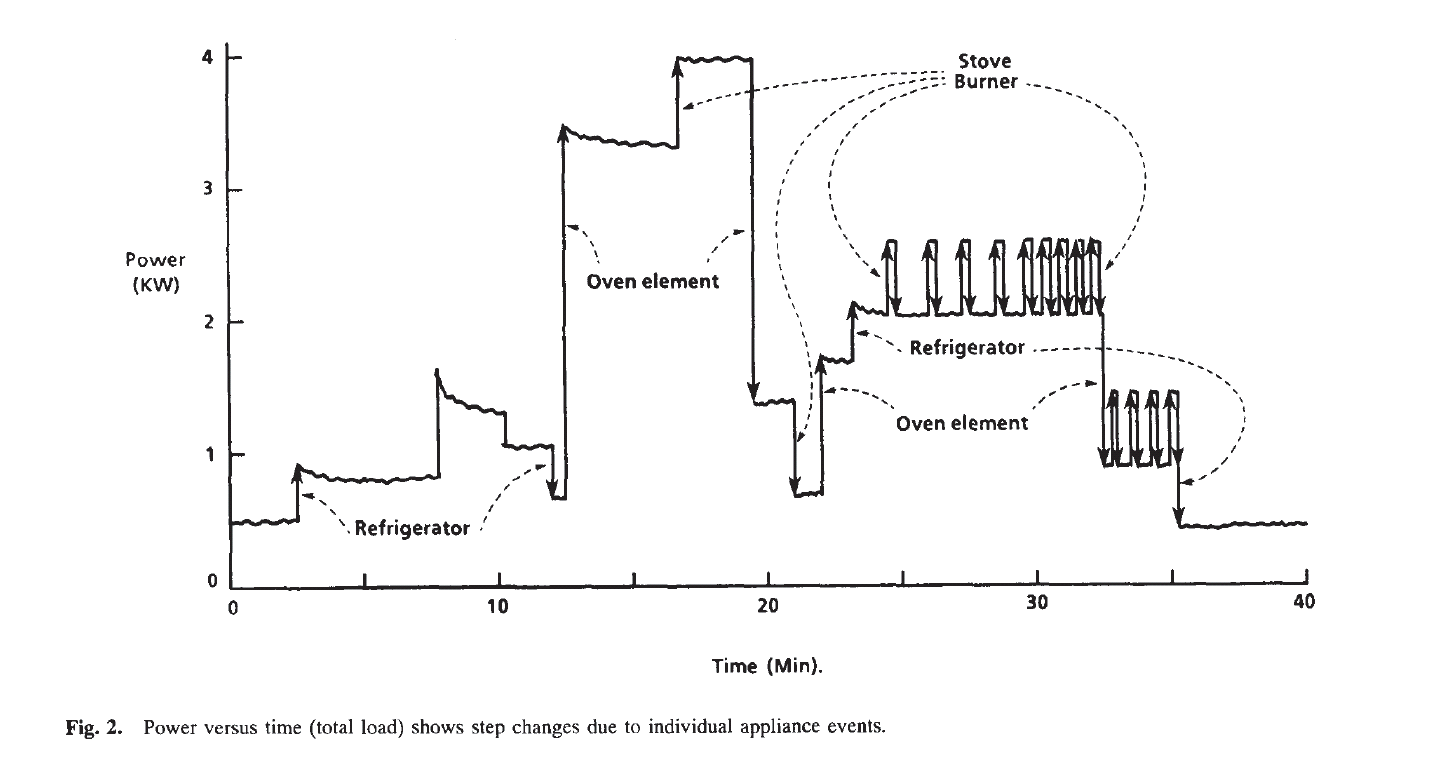 4
Stove
Burner
3
Power
(KW)
Oven element
2
Refrigerator
Oven element
1
Refrigerator
0
0
10
20
30
40
Time (Min).
Fig. 2. Power versus time (total load) shows step changes due to individual appliance events.